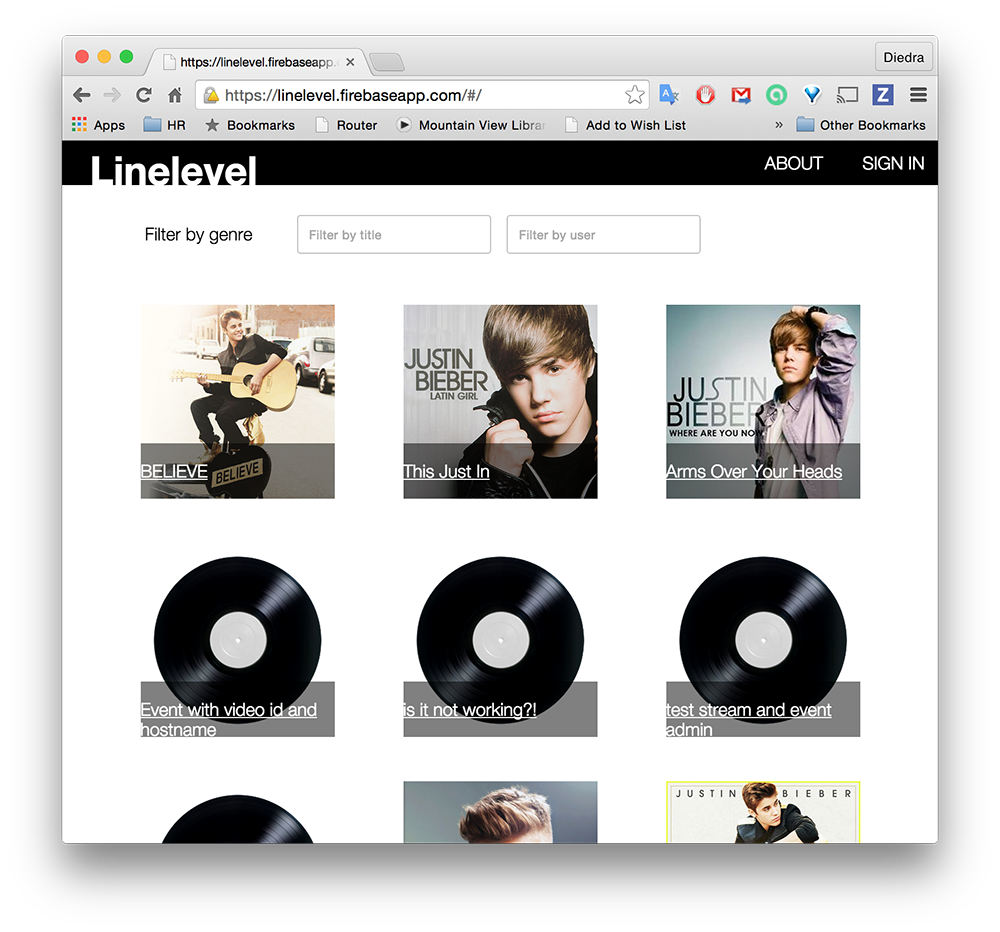 https://linelevel.firebaseapp.
Diedra
https://linelevel.firebaseapp.com/#/
Apps HR Bookmarks Router Mountain View Libra Add to Wish List » Other Bookmarks
Linelevel ABOUT SIGN IN
Filter by genre Filter by title Filter by user
JUSTIN
BIEBER
LATIN GIRL
JUSTIN
BIEBER
WHERE ARE YOU NOW
BELIEVE
BELIEVE
This Just In
Arms Over Your Heads
Event with video id and
hostname
is it not working?!
test stream and event
admin
JUSTIN BIEBER